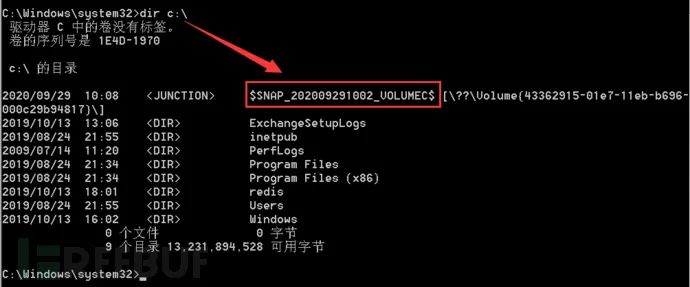 C:\Windows\system32>dir c:\
驱动器 C 中的卷没有标签。
卷的序列号是 1E4D-1970
c:\ 的目录
2020/09/29 10:08 <JUNCTION> $SNAP_202009291002_VOLUMEC$ [\??\Volume{43362915-01e7-11eb-b696-
000c29b94817}\]
2019/10/13 13:06 <DIR> ExchangeSetupLogs
2019/08/24 21:55 <DIR> inetpub
2009/07/14 11:20 <DIR> PerfLogs
2019/08/24 21:34 <DIR> Program Files
2019/08/24 21:34 <DIR> Program Files (x86)
2019/10/13 18:01 <DIR> redis
2019/08/24 21:55 <DIR> Users
2019/10/13 16:02 <DIR> Windows
0 个文件 0 字节
9 个目录 13,231,894,528 可用字节
C:\Windows\system32>
FREEBUF